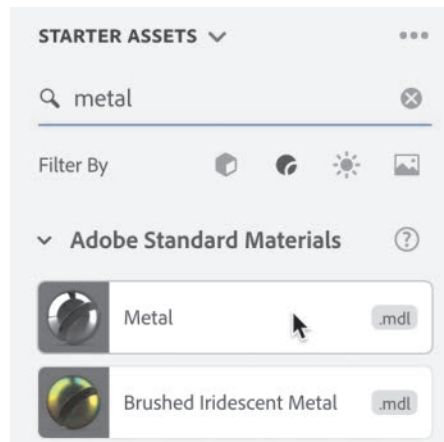 STARTER ASSETS
metal
Filter By
Adobe Standard Materials
Metal .mdl
Brushed Iridescent Metal .mdl